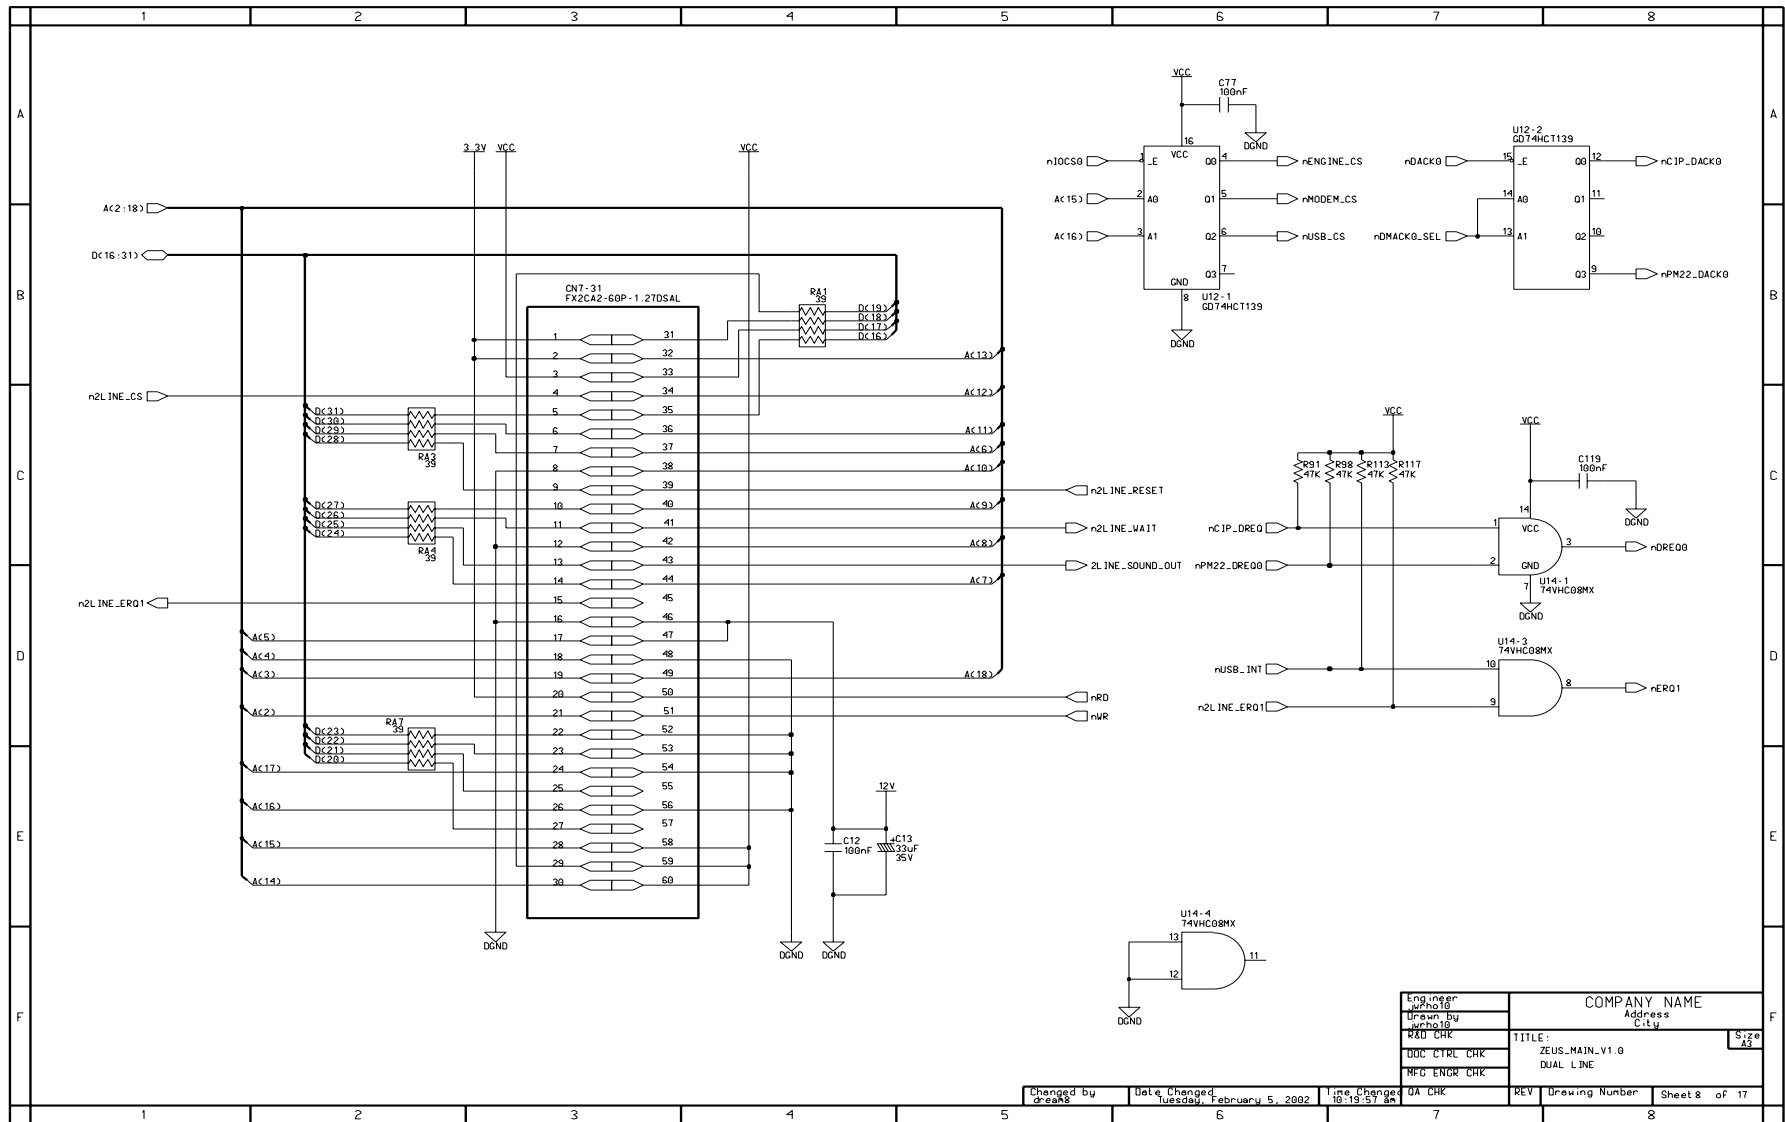 1 2 3 4 5 6 7 8
A
B
C
D
E
F
A
B
C
D
E
F
3.3V VCC VCC
A(2:18)
D(16:31)
n2LINE_CS
n2LINE_ERQ1
CN7-31
FX2CA2-60P-1.27DSAL
RA1
39
D(19)
D(18)
D(17)
D(16)
1 31
2 32
3 33
4 34
5 35
6 36
7 37
8 38
9 39
10 40
11 41
12 42
13 43
14 44
15 45
16 46
17 47
18 48
19 49
20 50
21 51
22 52
23 53
24 54
25 55
26 56
27 57
28 58
29 59
30 60
D(31)
D(30)
D(29)
D(28)
RA3
39
D(27)
D(26)
D(25)
D(24)
RA4
39
A(5)
A(4)
A(3)
A(2)
RA7
39
D(23)
D(22)
D(21)
D(20)
A(17)
A(16)
A(15)
A(14)
A(13)
A(12)
A(11)
A(6)
A(10)
A(9)
A(8)
A(7)
A(18)
n2LINE_RESET
n2LINE_WAIT
2LINE_SOUND_OUT
nRD
nWR
12V
C12
100nF
+C13
33uF
35V
DGND
DGND
DGND
VCC
C77
100nF
DGND
16
VCC
nIOCS0 1 _E Q0 4 nENGINE_CS
A(15) 2 A0 Q1 5 nMODEM_CS
A(16) 3 A1 Q2 6 nUSB_CS
Q3 7
GND
8
U12-1
GD74HCT139
DGND
U12-2
GD74HCT139
nDACK0 15 _E Q0 12 nCIP_DACK0
14 A0 Q1 11
nDMACK0_SEL 13 A1 Q2 10
Q3 9 nPM22_DACK0
VCC
R91
47K
R98
47K
R113
47K
R117
47K
VCC
C119
100nF
DGND
14
nCIP_DREQ 1 VCC
3 nDREQ0
nPM22_DREQ0 2 GND
7
U14-1
74VHC08MX
DGND
U14-3
74VHC08MX
nUSB_INT 10
8 nERQ1
n2LINE_ERQ1 9
U14-4
74VHC08MX
13
11
12
DGND
Engineer
jwrho10
Drawn by
jwrho10
R&D CHK
DOC CTRL CHK
MFG ENGR CHK
QA CHK
COMPANY NAME
Address
City
TITLE:
ZEUS_MAIN_V1.0
DUAL LINE
Size
A3
Changed by
dream8
Date Changed
Tuesday, February 5, 2002
Time Changed
10:19:57 am
REV
Drawing Number
Sheet 8 of 17
1 2 3 4 5 6 7 8